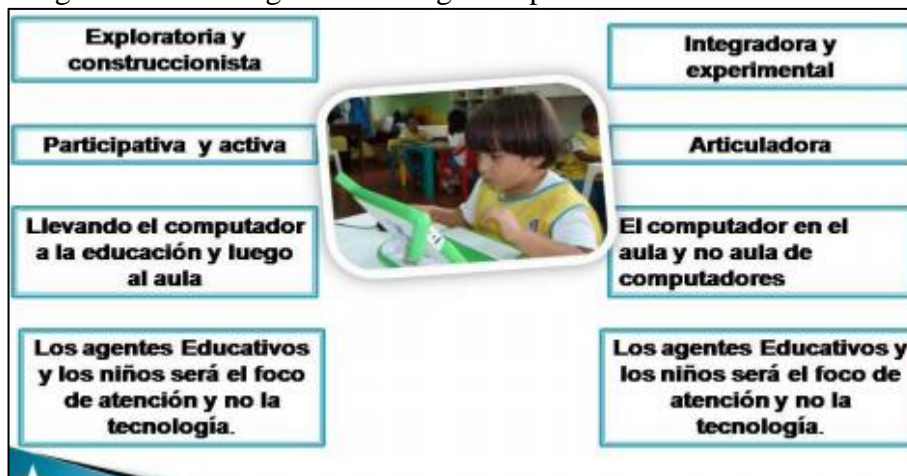 Exploratoria y
construccionista
Participativa y activa
Llevando el computador
a la educación y luego
al aula
Los agentes Educativos
y los niños será el foco
de atención y no la
tecnología.
Integradora y
experimental
Articuladora
El computador en el
aula y no aula de
computadores
Los agentes Educativos y
los niños será el foco de
atención y no la
tecnología.